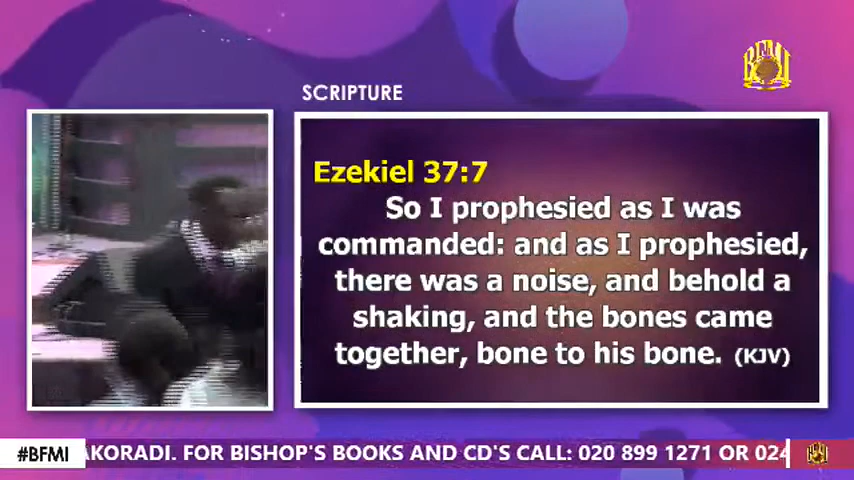 SCRIPTURE
Ezekiel 37:7
So I prophesied as I was
commanded: and as I prophesied,
there was a noise, and behold a
shaking, and the bones came
together, bone to his bone. (KJV)
#BFMI
AKORADI. FOR BISHOP'S BOOKS AND CD'S CALL: 020 899 1271 OR 024